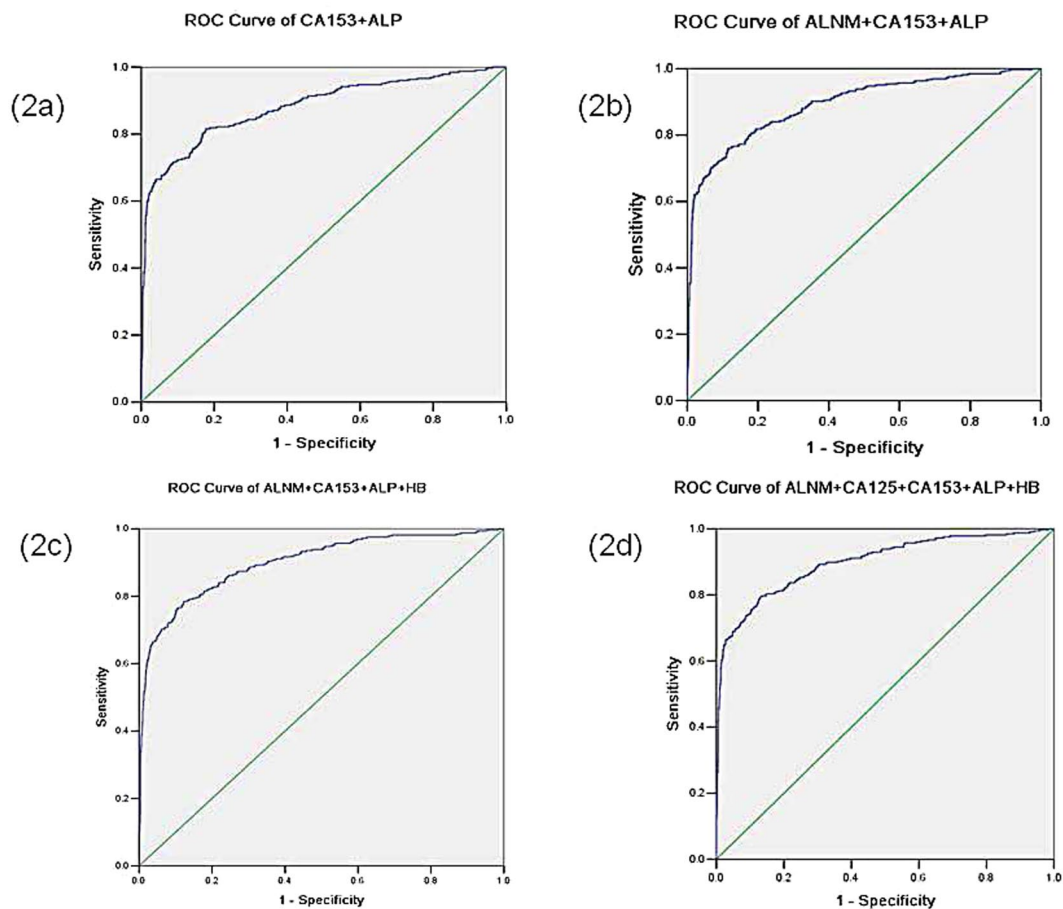 ROC Curve of CA153+ALP
(2a)
Sensitivity
1.0
0.8
0.6
0.4
0.2
0.0
0.0 0.2 0.4 0.6 0.8 1.0
1 - Specificity
ROC Curve of ALNM+CA153+ALP
(2b)
Sensitivity
1.0
0.8
0.6
0.4
0.2
0.0
0.0 0.2 0.4 0.6 0.8 1.0
1 - Specificity
ROC Curve of ALNM+CA153+ALP+HB
(2c)
Sensitivity
1.0
0.8
0.6
0.4
0.2
0.0
0.0 0.2 0.4 0.6 0.8 1.0
1 - Specificity
ROC Curve of ALNM+CA125+CA153+ALP+HB
(2d)
Sensitivity
1.0
0.8
0.6
0.4
0.2
0.0
0.0 0.2 0.4 0.6 0.8 1.0
1 - Specificity